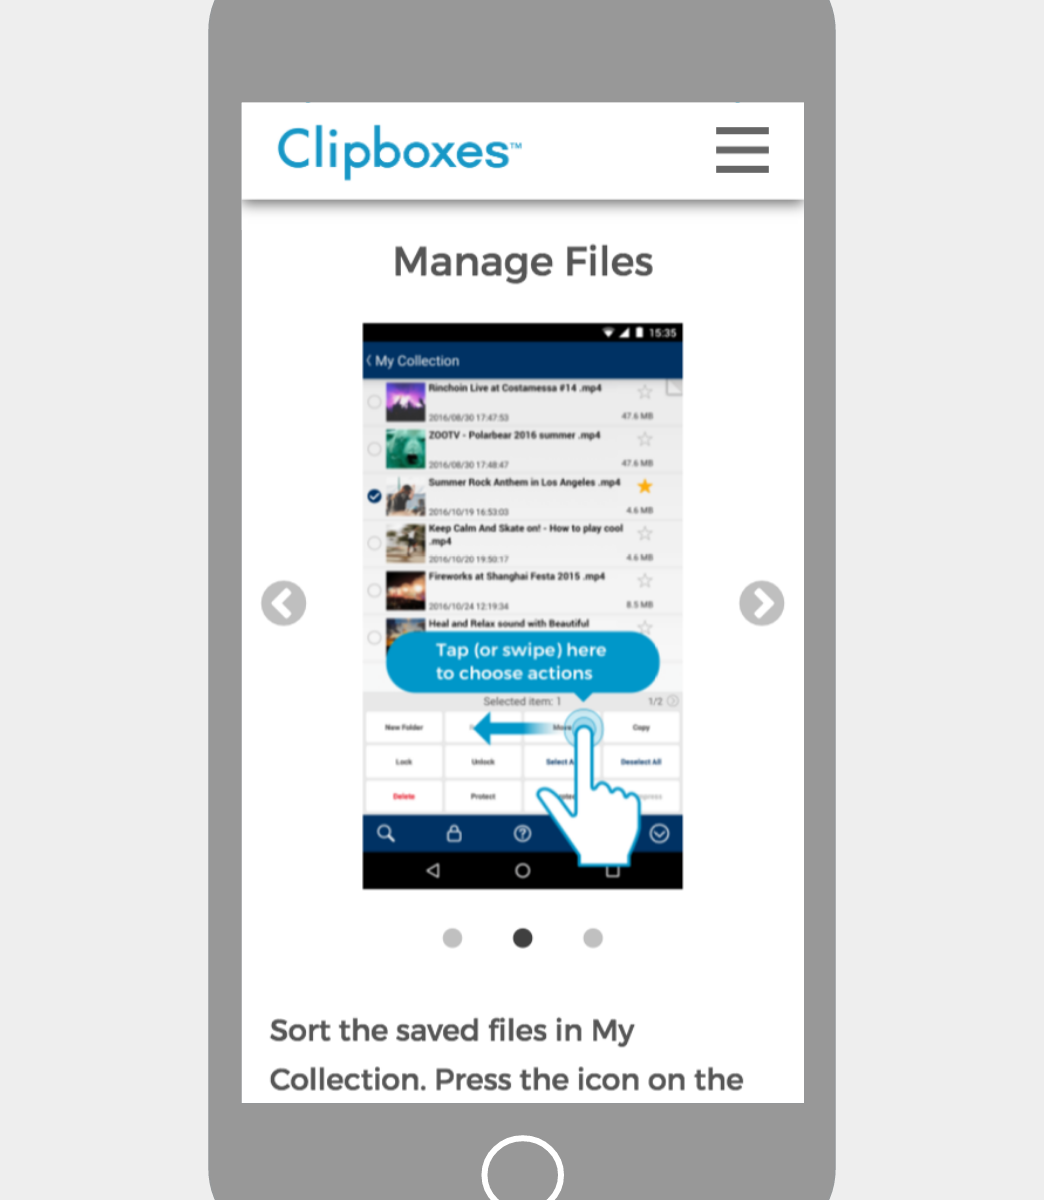 Clipboxes™
Manage Files
15:35
My Collection
Rinchoin Live at Costamessa #14 .mp4
2016/08/30 17:47:53 47.6 MB
ZOOTV - Polarbear 2016 summer .mp4
2016/08/30 17:48:47 47.6 MB
Summer Rock Anthem in Los Angeles .mp4
2016/10/19 16:53:03 4.6 MB
Keep Calm And Skate on! - How to play cool
.mp4
2016/10/20 19:50:17 4.6 MB
Fireworks at Shanghai Festa 2015 .mp4
2016/10/24 12:19:34 8.5 MB
Heal and Relax sound with Beautiful
Tap (or swipe) here
to choose actions
Selected item: 1 1/2
New Folder Copy
Lock Unlock Select A Deselect All
Delete Protect
Sort the saved files in My
Collection. Press the icon on the